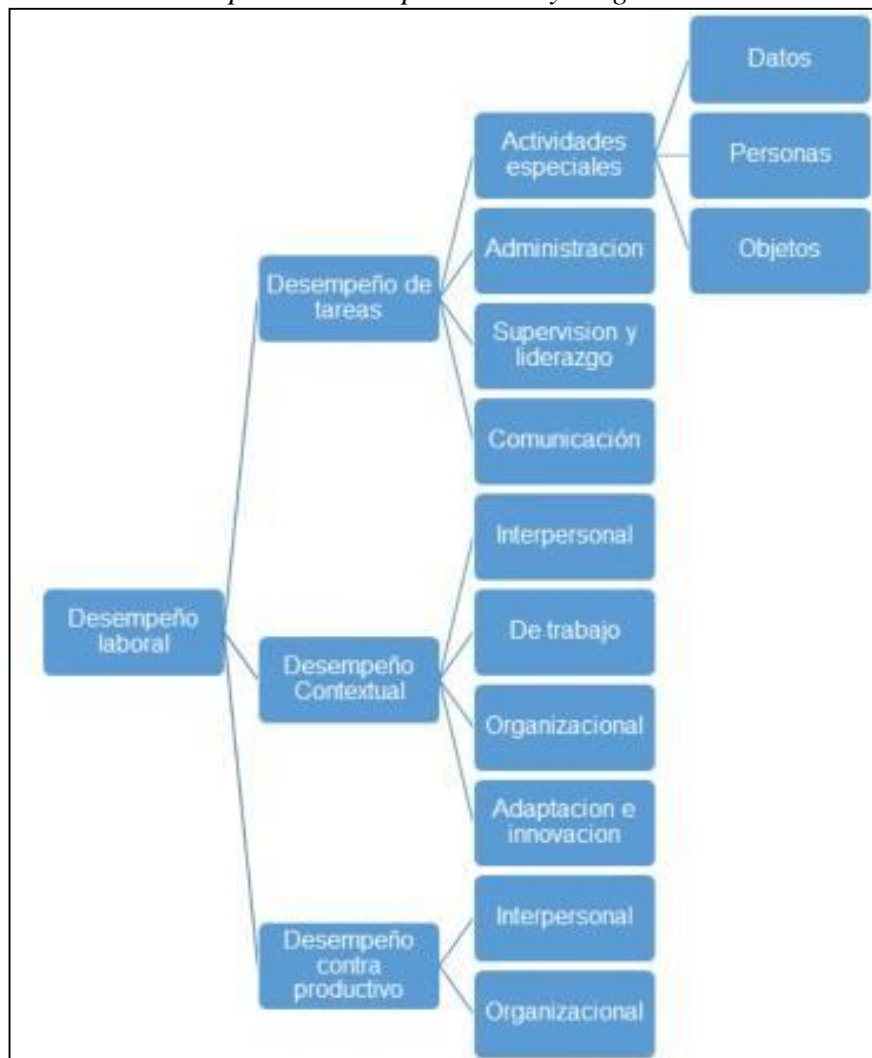 Datos
Actividades
especiales
Personas
Administracion
Objetos
Desempeño de
tareas
Supervision y
liderazgo
Comunicación
Interpersonal
Desempeño
laboral
De trabajo
Desempeño
Contextual
Organizacional
Adaptacion e
innovacion
Interpersonal
Desempeño
contra
productivo
Organizacional